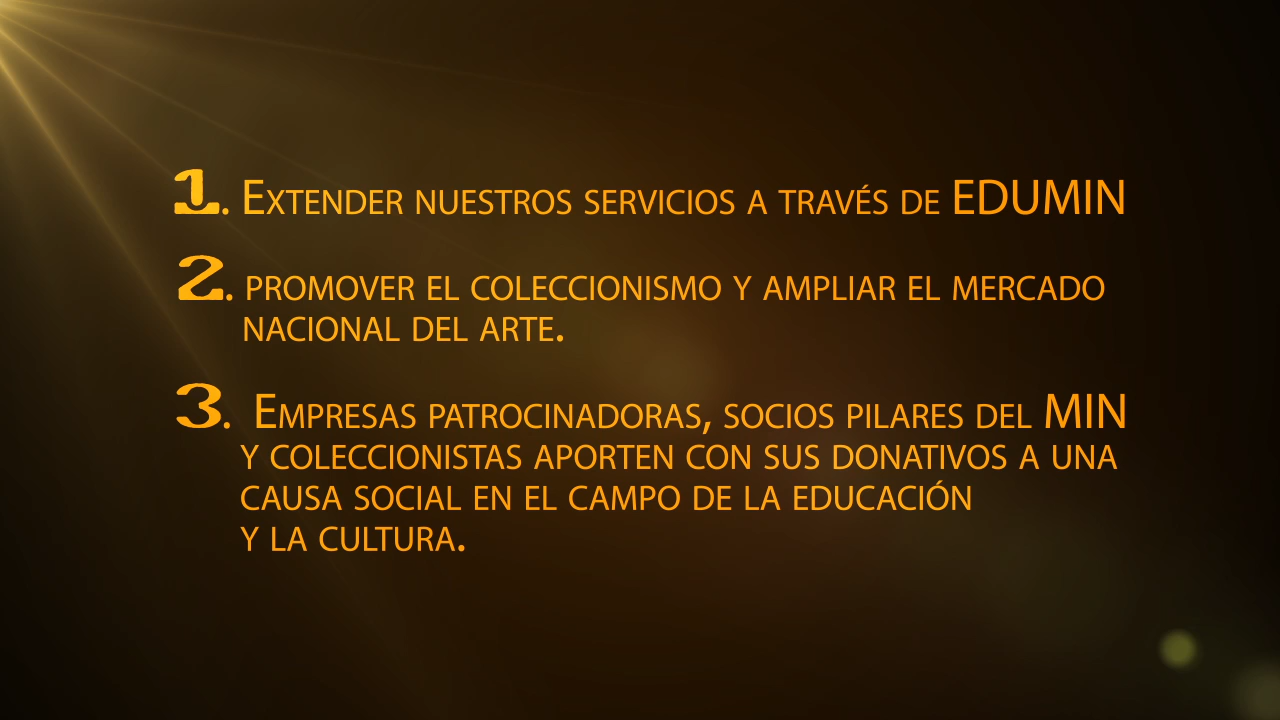 1. Extender nuestros servicios a través de EDUMIN
2. promover el coleccionismo y ampliar el mercado
nacional del arte.
3. Empresas patrocinadoras, socios pilares del MIN
y coleccionistas aporten con sus donativos a una
causa social en el campo de la educación
y la cultura.